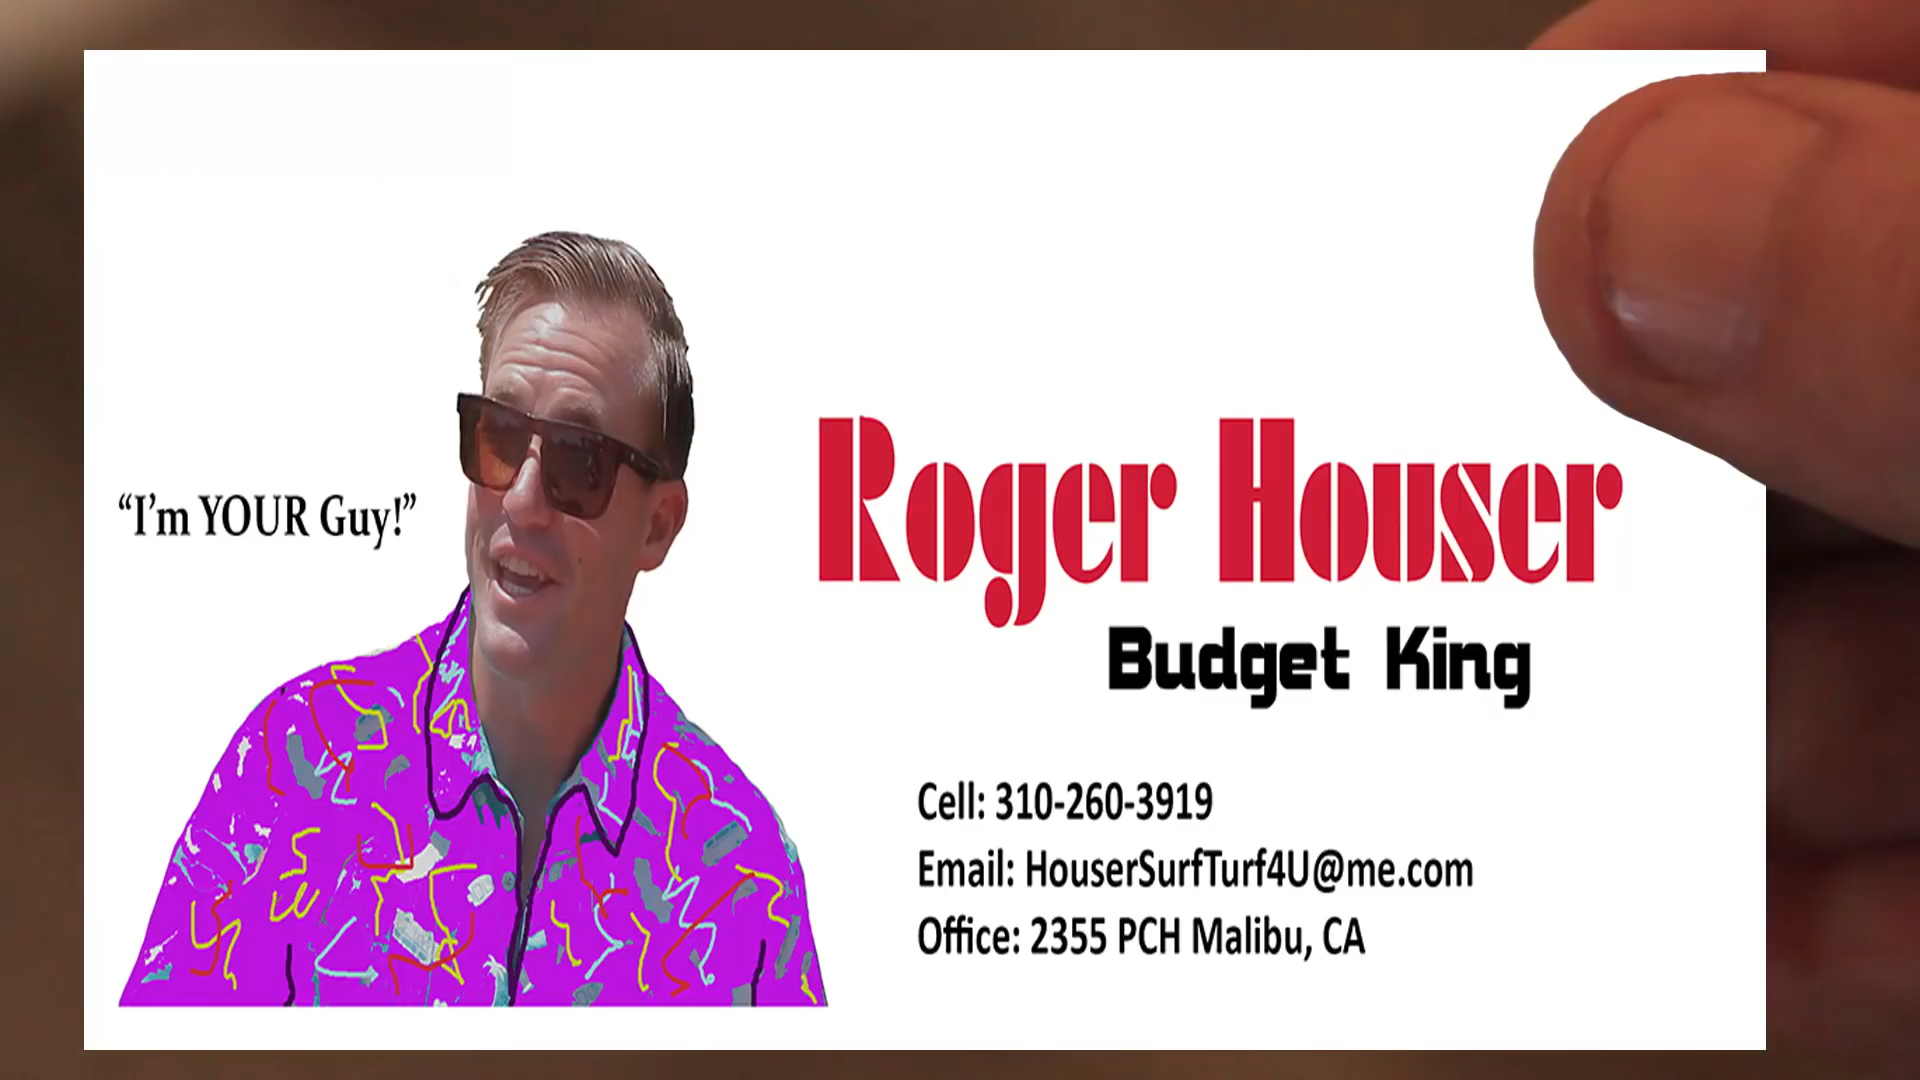 “I’m YOUR Guy!”
Roger Houser
Budget King
Cell: 310-260-3919
Email: HouserSurfTurf4U@me.com
Office: 2355 PCH Malibu, CA